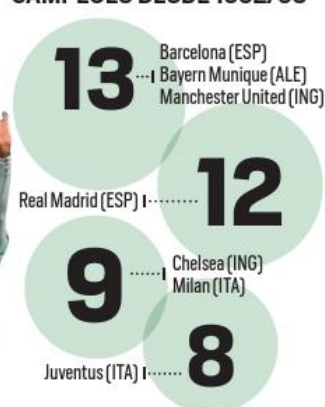 CAMPEÕES DESDE 1992/93
13
Barcelona (ESP)
Bayern Munique (ALE)
Manchester United (ING)
Real Madrid (ESP)
12
9
Chelsea (ING)
Milan (ITA)
Juventus (ITA)
8